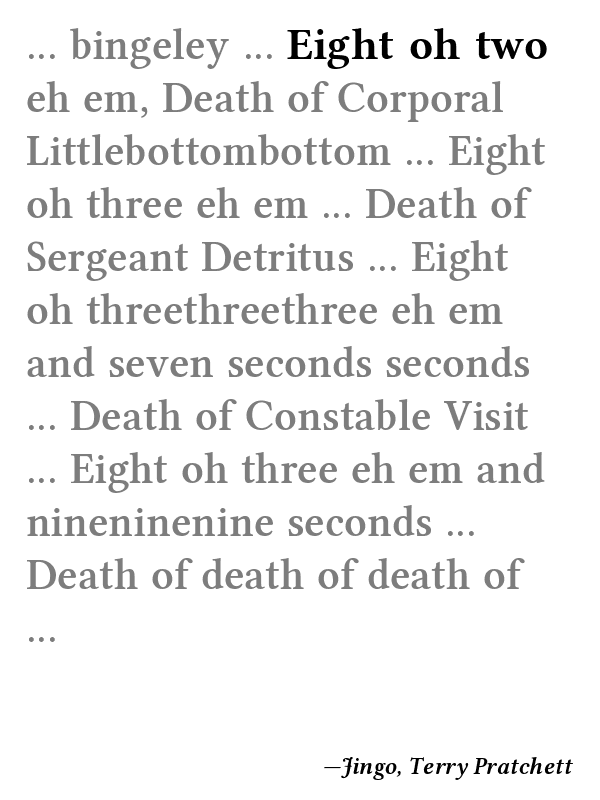 ... bingeley ... Eight oh two
eh em, Death of Corporal
Littlebottombottom ... Eight
oh three eh em ... Death of
Sergeant Detritus ... Eight
oh threethreethree eh em
and seven seconds seconds
... Death of Constable Visit
... Eight oh three eh em and
nineninenine seconds ...
Death of death of death of
...
—Jingo, Terry Pratchett